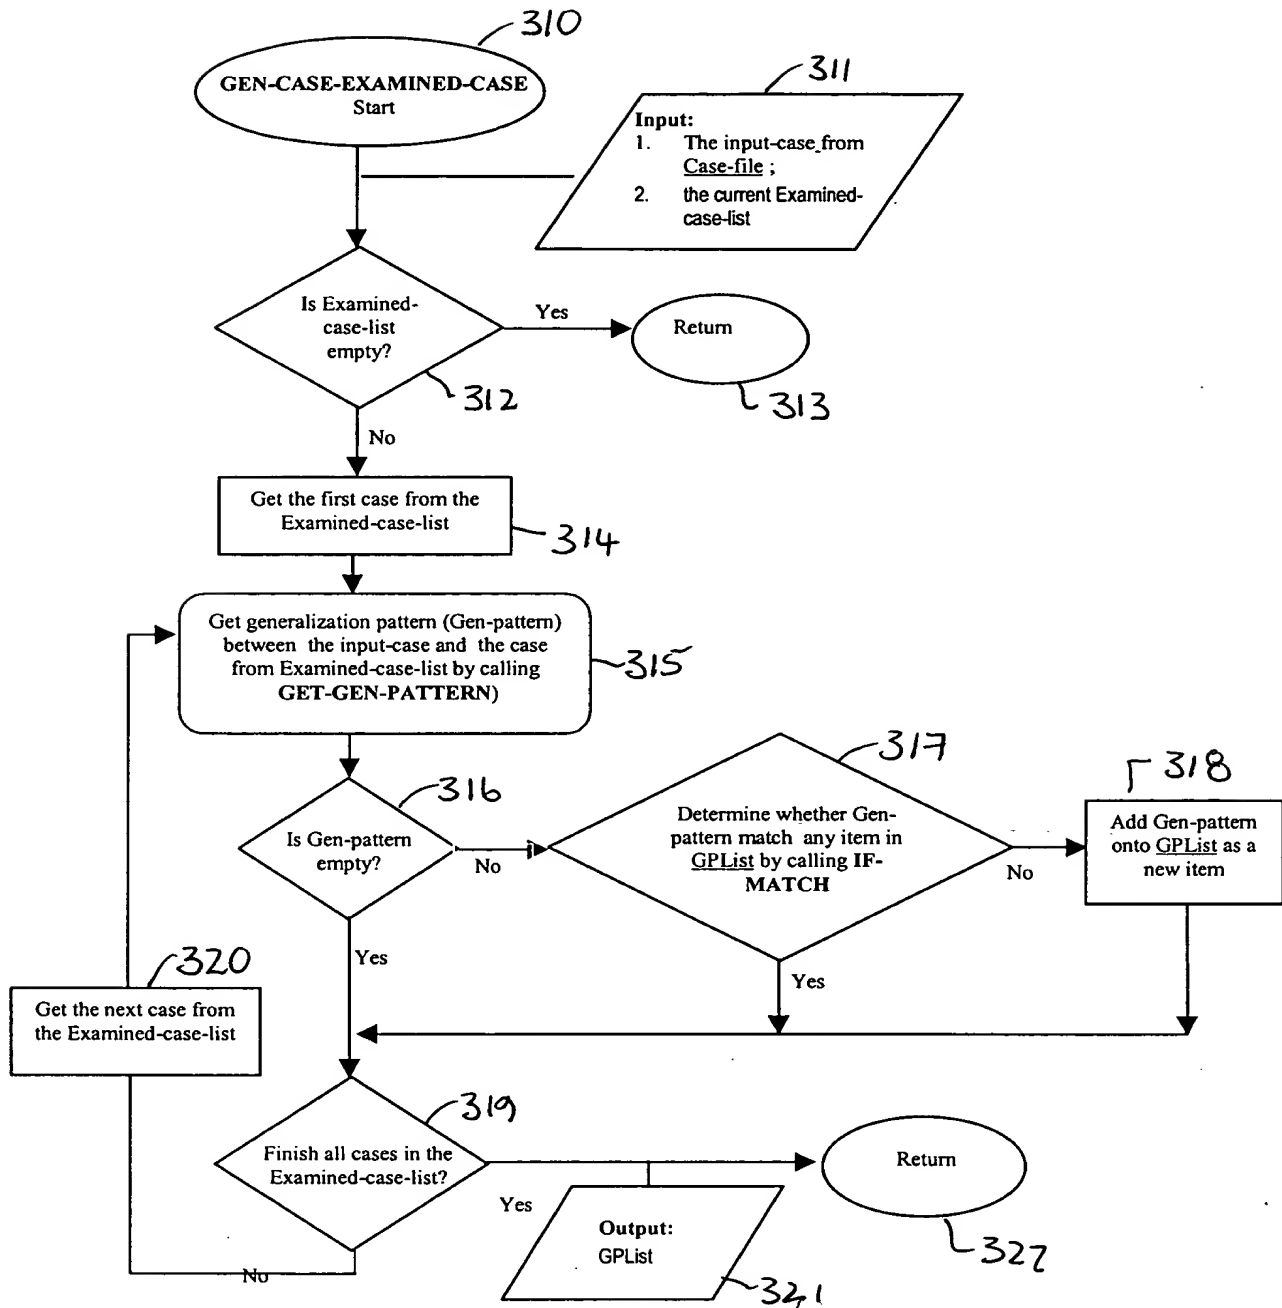 310
GEN-CASE-EXAMINED-CASE
Start
311
Input:
1. The input-case from
Case-file ;
2. the current Examined-
case-list
Is Examined-
case-list
empty?
Yes
Return
312
313
No
Get the first case from the
Examined-case-list
314
Get generalization pattern (Gen-pattern)
between the input-case and the case
from Examined-case-list by calling
GET-GEN-PATTERN)
315
316
Is Gen-pattern
empty?
No
317
Determine whether Gen-
pattern match any item in
GPList by calling IF-
MATCH
No
318
Add Gen-pattern
onto GPList as a
new item
Yes
Yes
320
Get the next case from
the Examined-case-list
319
Finish all cases in the
Examined-case-list?
Yes
No
Output:
GPList
321
Return
322